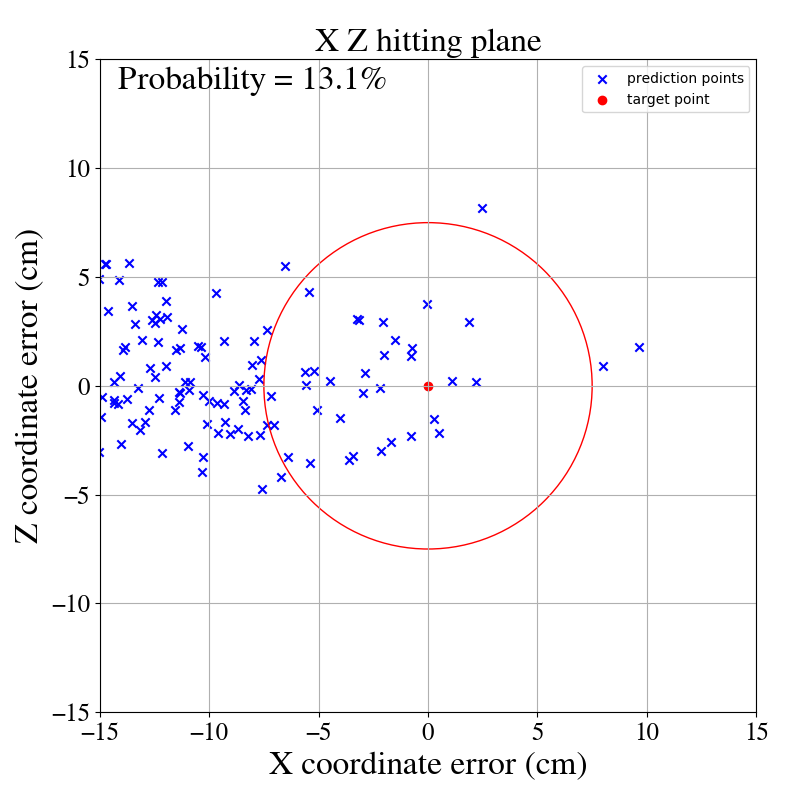 X Z hitting plane
Probability = 13.1%
prediction points
target point
Z coordinate error (cm)
15
10
5
0
−5
−10
−15
−15
−10
−5
0
5
10
15
X coordinate error (cm)